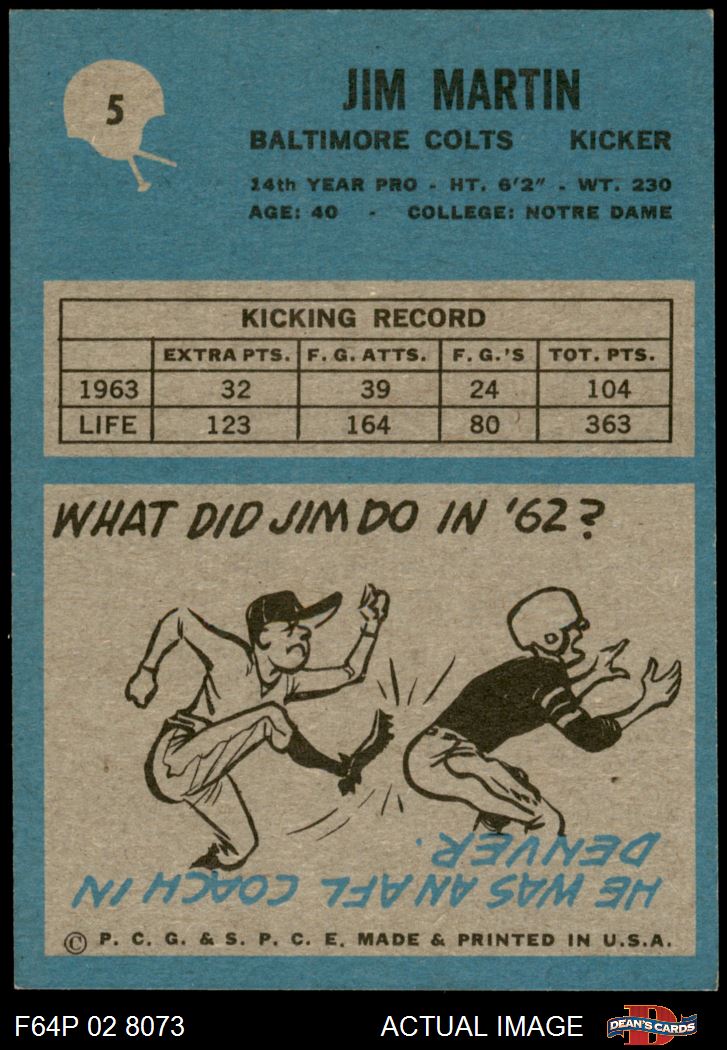 5
JIM MARTIN
BALTIMORE COLTS KICKER
14th YEAR PRO - HT. 6'2" - WT. 230
AGE: 40 - COLLEGE: NOTRE DAME
KICKING RECORD
EXTRA PTS. F. G. ATTS. F. G.'S TOT. PTS.
1963 32 39 24 104
LIFE 123 164 80 363
WHAT DID JIM DO IN '62?
HE WAS AN AFL COACH IN
DENVER.
© P. C. G. & S. P. C. E. MADE & PRINTED IN U.S.A.
F64P 02 8073 ACTUAL IMAGE DEAN'S CARDS